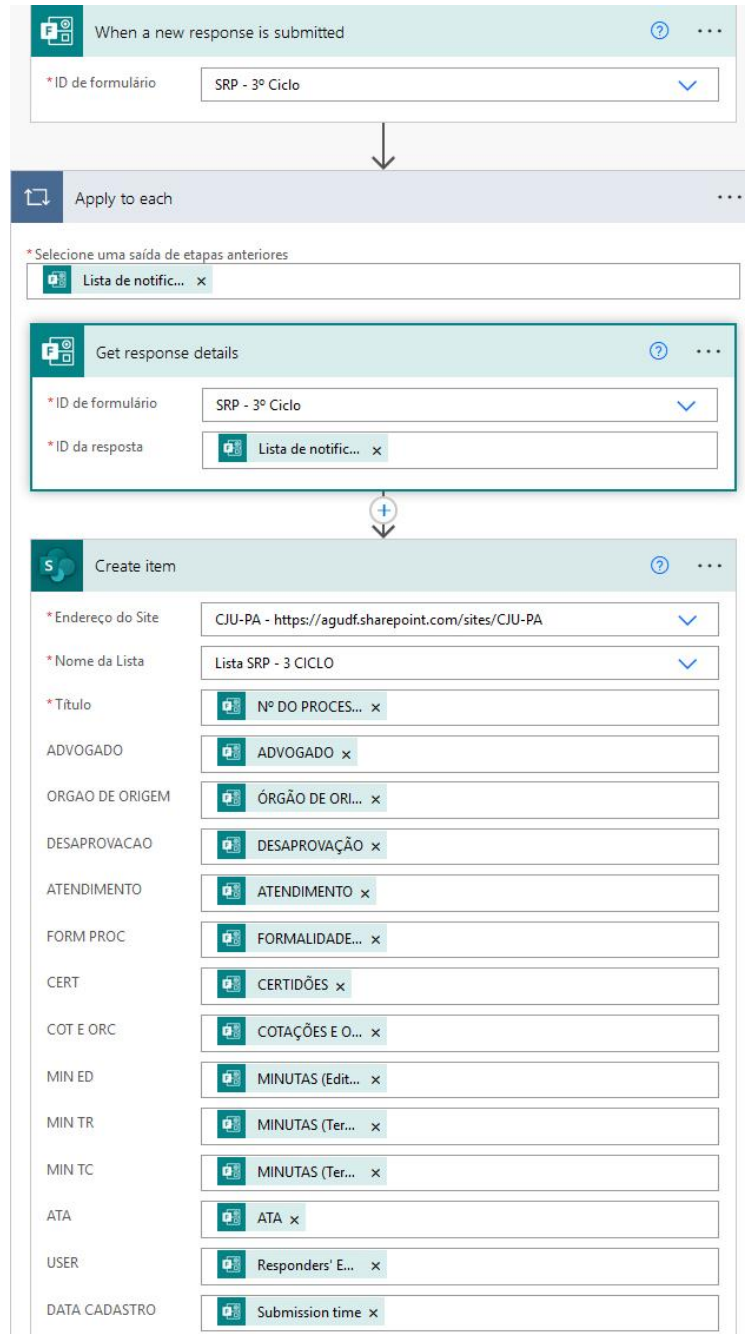 When a new response is submitted
* ID de formulário
SRP - 3º Ciclo
Apply to each
* Selecione uma saída de etapas anteriores
Lista de notific...
Get response details
* ID de formulário
SRP - 3º Ciclo
* ID da resposta
Lista de notific...
Create item
* Endereço do Site
CJU-PA - https://agudf.sharepoint.com/sites/CJU-PA
* Nome da Lista
Lista SRP - 3 CICLO
* Título
Nº DO PROCES...
ADVOGADO
ADVOGADO
ORGAO DE ORIGEM
ÓRGÃO DE ORI...
DESAPROVACAO
DESAPROVAÇÃO
ATENDIMENTO
ATENDIMENTO
FORM PROC
FORMALIDADE...
CERT
CERTIDÕES
COT E ORC
COTAÇÕES E O...
MIN ED
MINUTAS (Edit...
MIN TR
MINUTAS (Ter...
MIN TC
MINUTAS (Ter...
ATA
ATA
USER
Responders' E...
DATA CADASTRO
Submission time